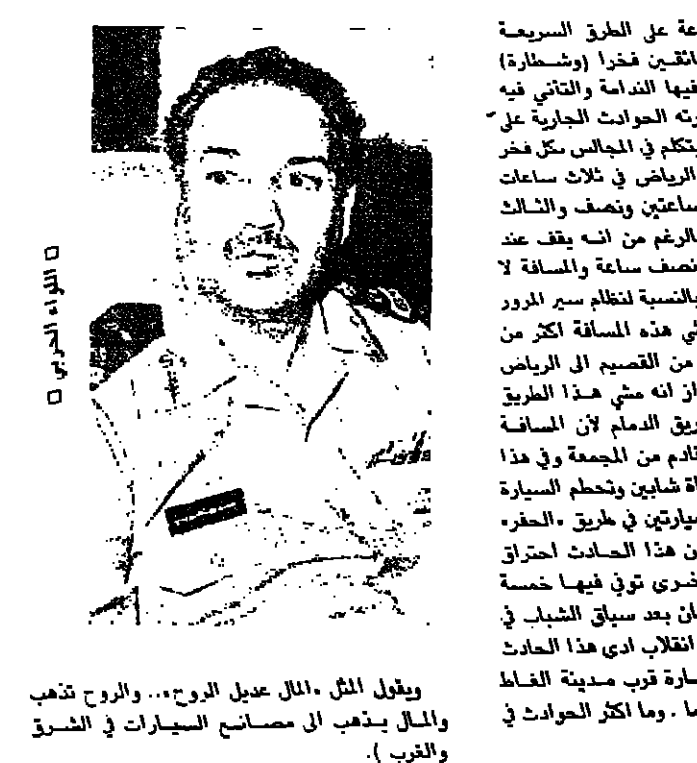 عة على الطرق السريعة
ائقين فخرا (وشطارة)
فيها الندامة والتاني فيه
رته الحوادث الجارية على
يتكلم في المجالس بكل فخر
الرياض في ثلاث ساعات
ساعتين ونصف والثالث
الرغم من انه يقف عند
نصف ساعة والمسافة لا
بالنسبة لنظام سير المرور
ي هذه المسافة اكثر من
من القصيم الى الرياض
از انه مشي هذا الطريق
ريق الدمام لأن المسافة
نادم من المجمعة وفي هذا
اة شابين وتحطم السيارة
سيارتين في طريق «الحفر»
ن هذا الحادث احتراق
خرى توفي فيها خمسة
ان بعد سباق الشباب في
انقلاب ادي هذا الحادث
سارة قرب مدينة الغاط
ما . وما اكثر الحوادث في
□ اللواء الحربي □
ويقول المثل «المال عديل الروح».. والروح تذهب
والمال يذهب الى مصانع السيارات في الشرق
والغرب ).